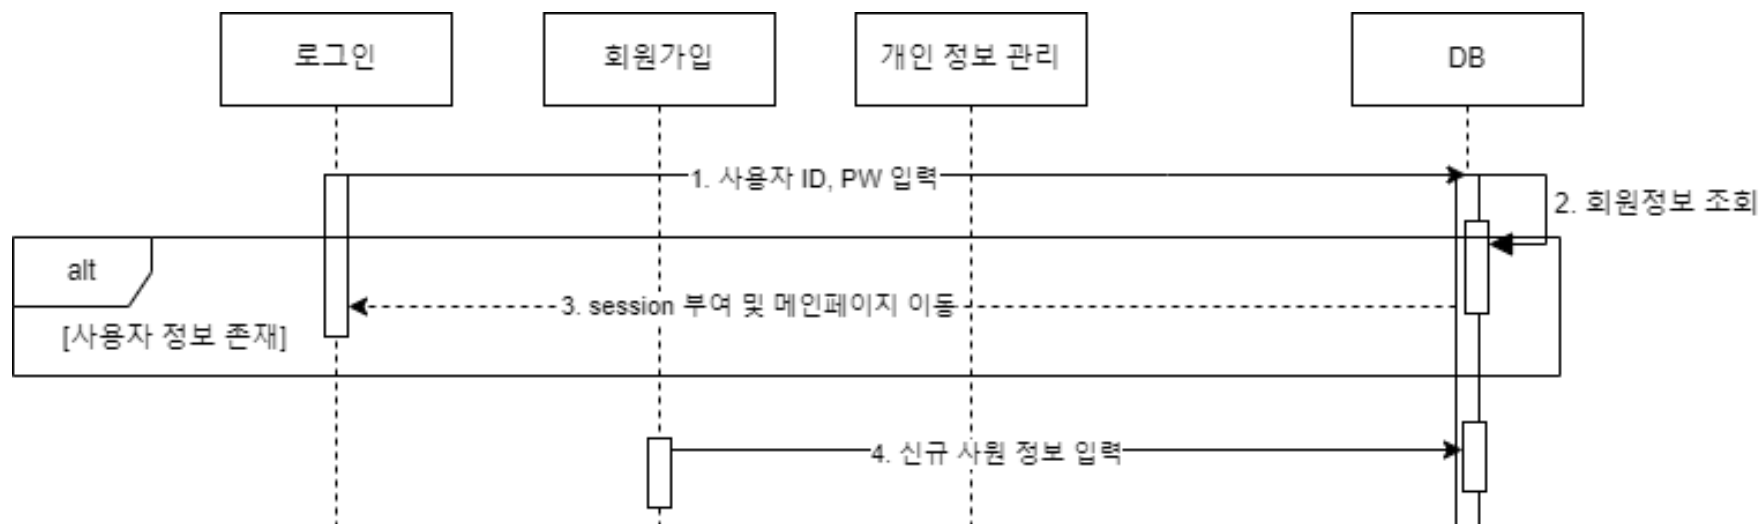 로그인
회원가입
개인 정보 관리
DB
1. 사용자 ID, PW 입력
2. 회원정보 조회
alt
3. session 부여 및 메인페이지 이동
[사용자 정보 존재]
4. 신규 사원 정보 입력